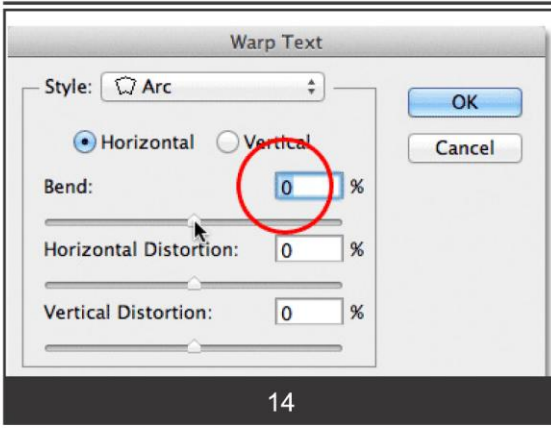 Warp Text
Style: Arc
OK
Horizontal Vertical
Cancel
Bend: 0 %
Horizontal Distortion: 0 %
Vertical Distortion: 0 %
14